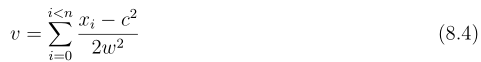 $v = \sum_{i=0}^{i<n} \frac{x_i - c^2}{2w^2}$ (8.4)